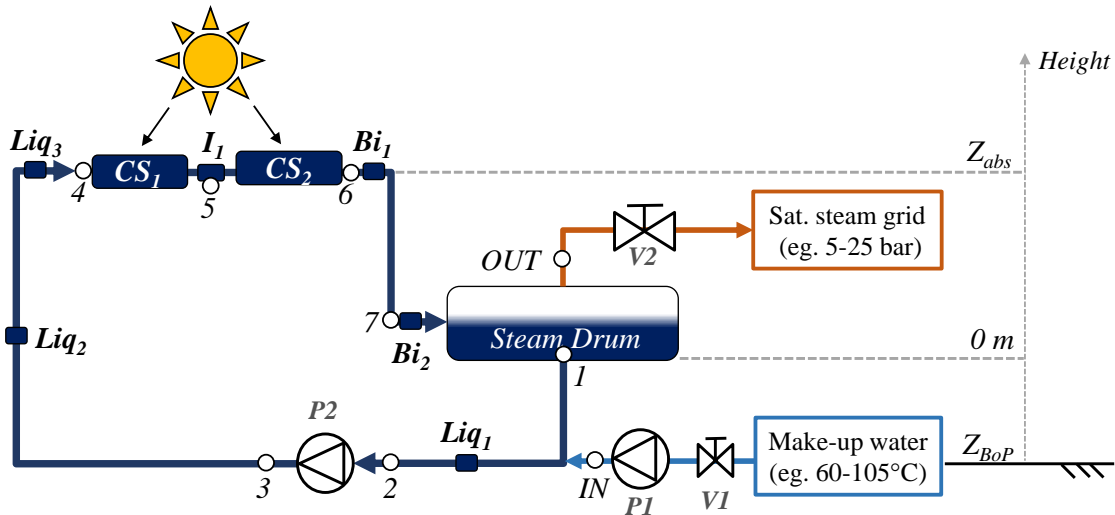 Height
Liq3
I1
Bi1
CS1
CS2
4
5
6
Zabs
Sat. steam grid
(eg. 5-25 bar)
V2
OUT
7
Steam Drum
Liq2
Bi2
0 m
1
P2
Liq1
Make-up water
(eg. 60-105°C)
ZBoP
3
2
IN
P1
V1